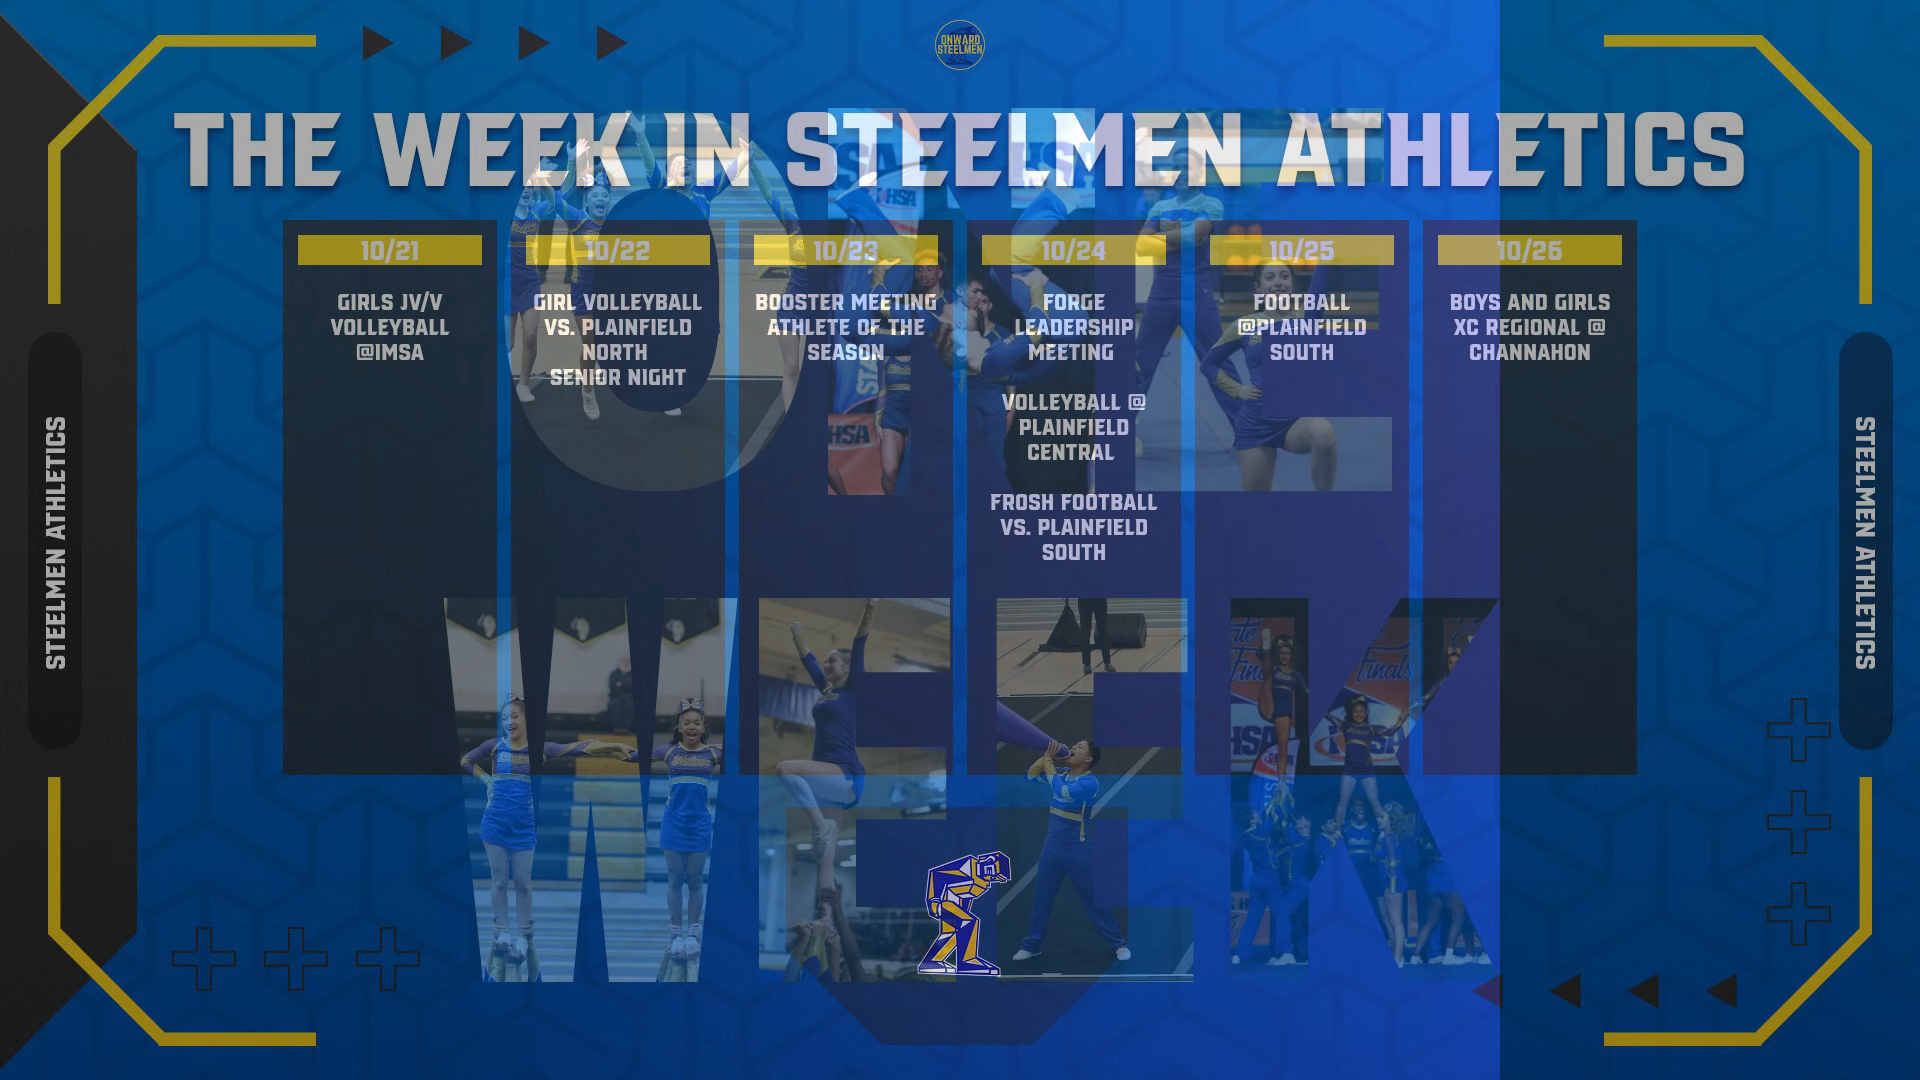 ONWARD
STEELMEN
THE WEEK IN STEELMEN ATHLETICS
10/21
GIRLS JV/V
VOLLEYBALL
@IMSA
10/22
GIRL VOLLEYBALL
VS. PLAINFIELD
NORTH
SENIOR NIGHT
10/23
BOOSTER MEETING
ATHLETE OF THE
SEASON
10/24
FORGE
LEADERSHIP
MEETING
VOLLEYBALL @
PLAINFIELD
CENTRAL
FROSH FOOTBALL
VS. PLAINFIELD
SOUTH
10/25
FOOTBALL
@PLAINFIELD
SOUTH
10/26
BOYS AND GIRLS
XC REGIONAL @
CHANNAHON
STEELMEN ATHLETICS
STEELMEN ATHLETICS
ONE
WEEK
Finals